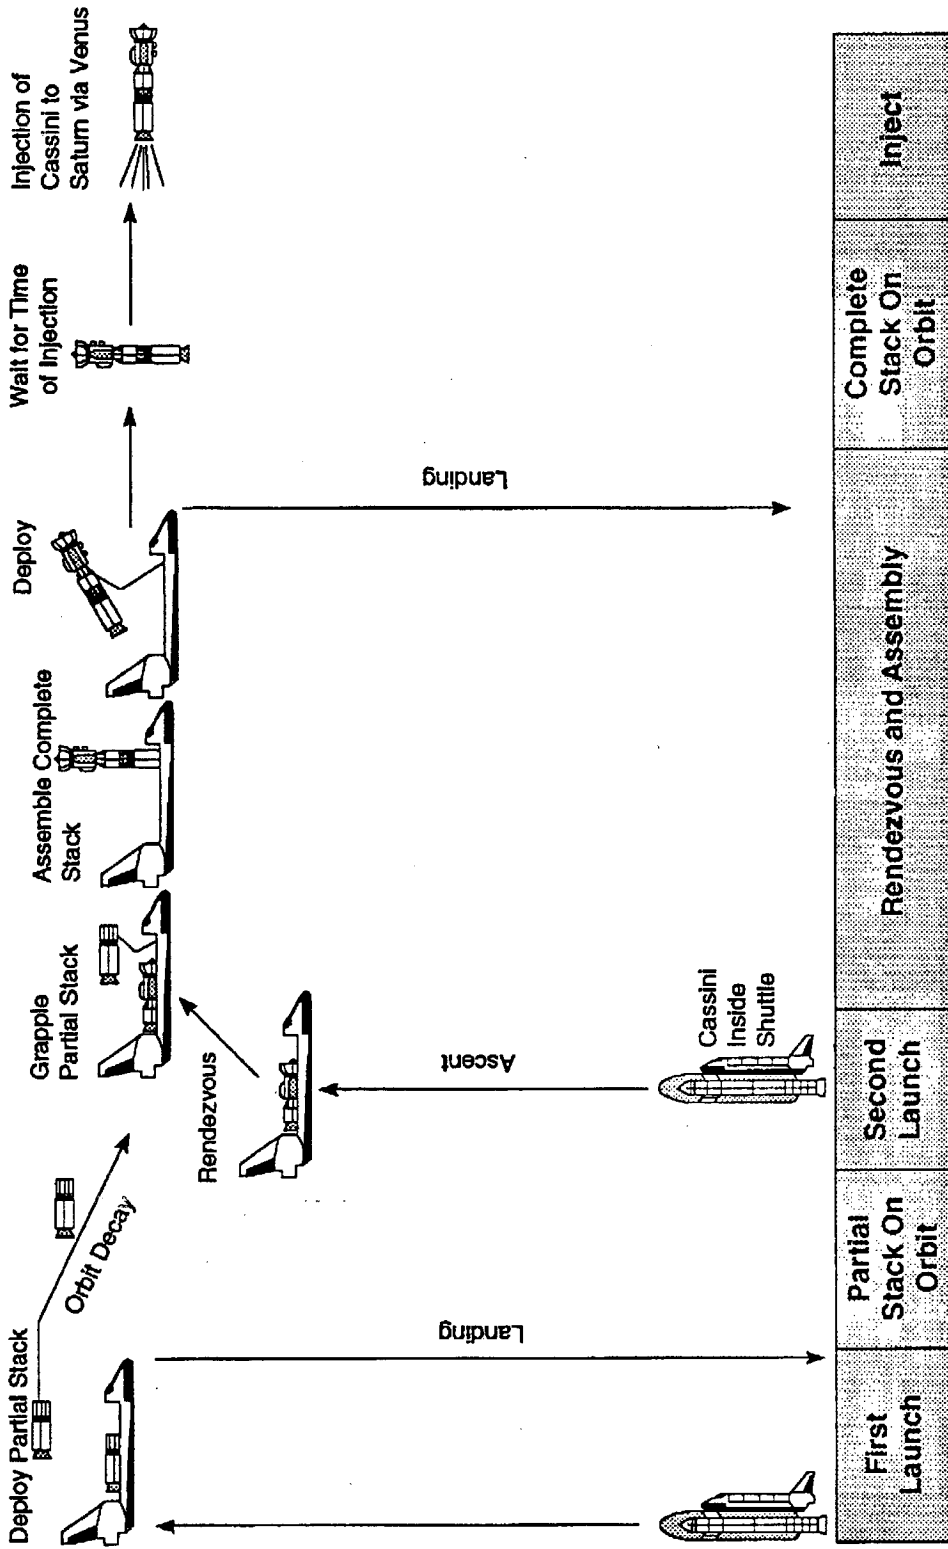 Deploy Partial Stack
Orbit Decay
Landing
Rendezvous
Ascent
Cassini
Inside
Shuttle
Grapple
Partial Stack
Assemble Complete
Stack
Deploy
Landing
Wait for Time
of Injection
Injection of
Cassini to
Saturn via Venus
First
Launch
Partial
Stack On
Orbit
Second
Launch
Rendezvous and Assembly
Complete
Stack On
Orbit
Inject